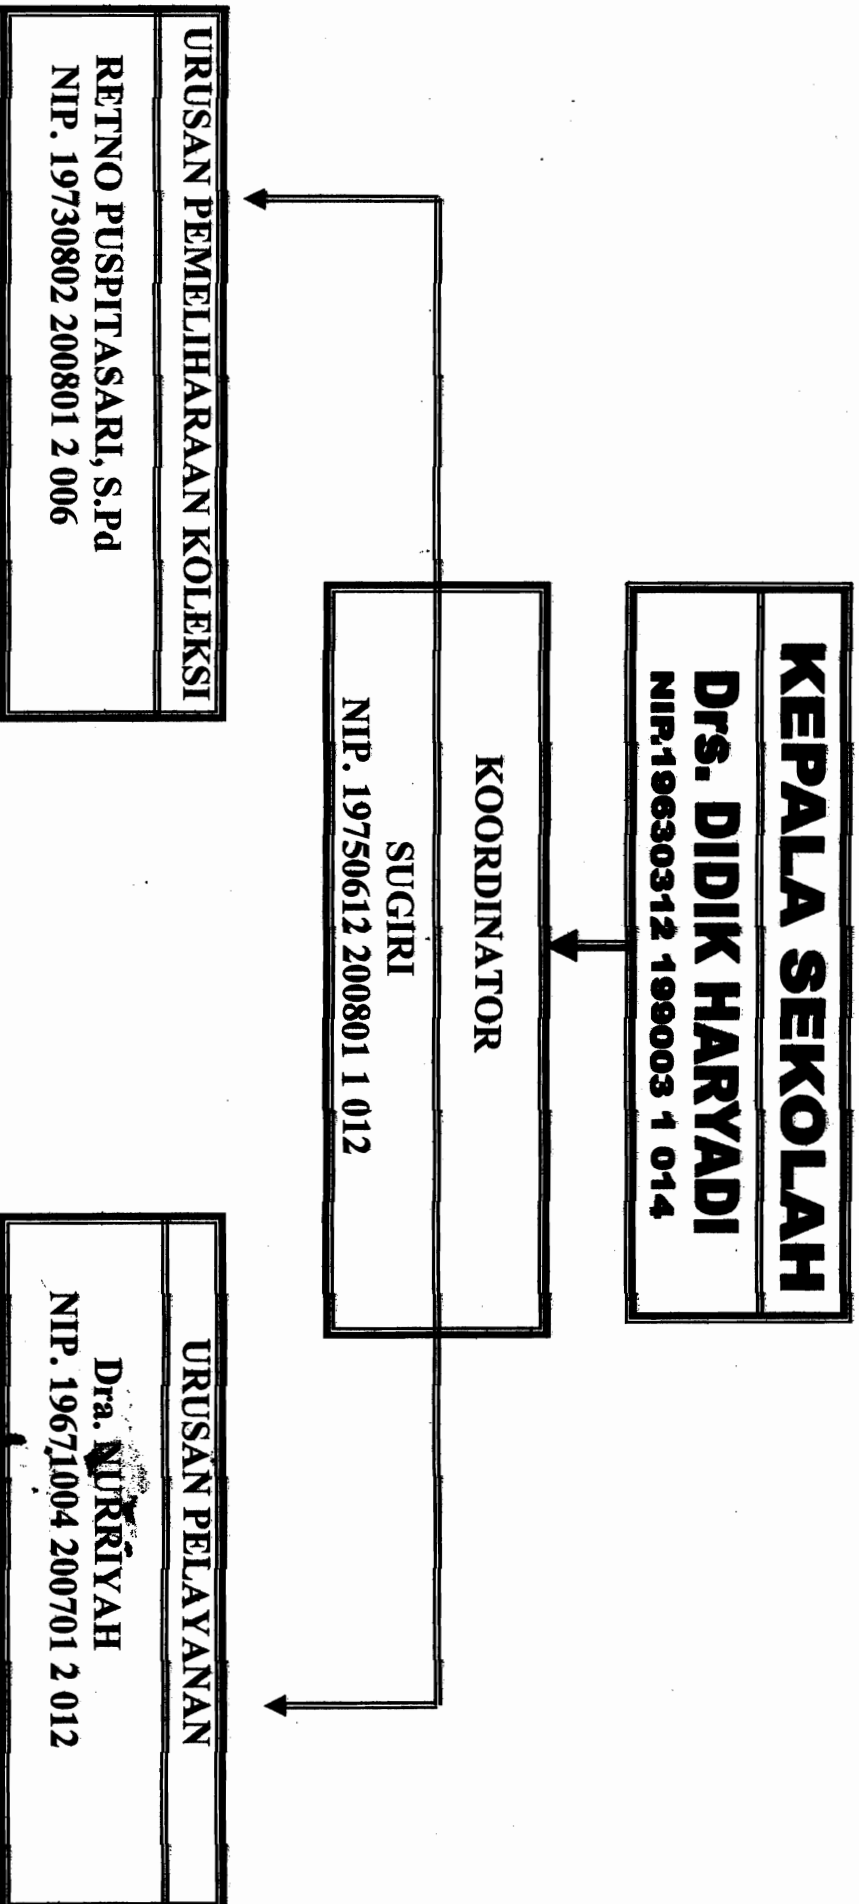 KEPALA SEKOLAH
Drs. DIDIK HARYADI
NIP.19630312 199003 1 014
KOORDINATOR
SUGIRI
NIP. 19750612 200801 1 012
URUSAN PEMELIHARAAN KOLEKSI
RETNO PUSPITASARI, S.Pd
NIP. 19730802 200801 2 006
URUSAN PELAYANAN
Dra. NURRIYAH
NIP. 19671004 200701 2 012